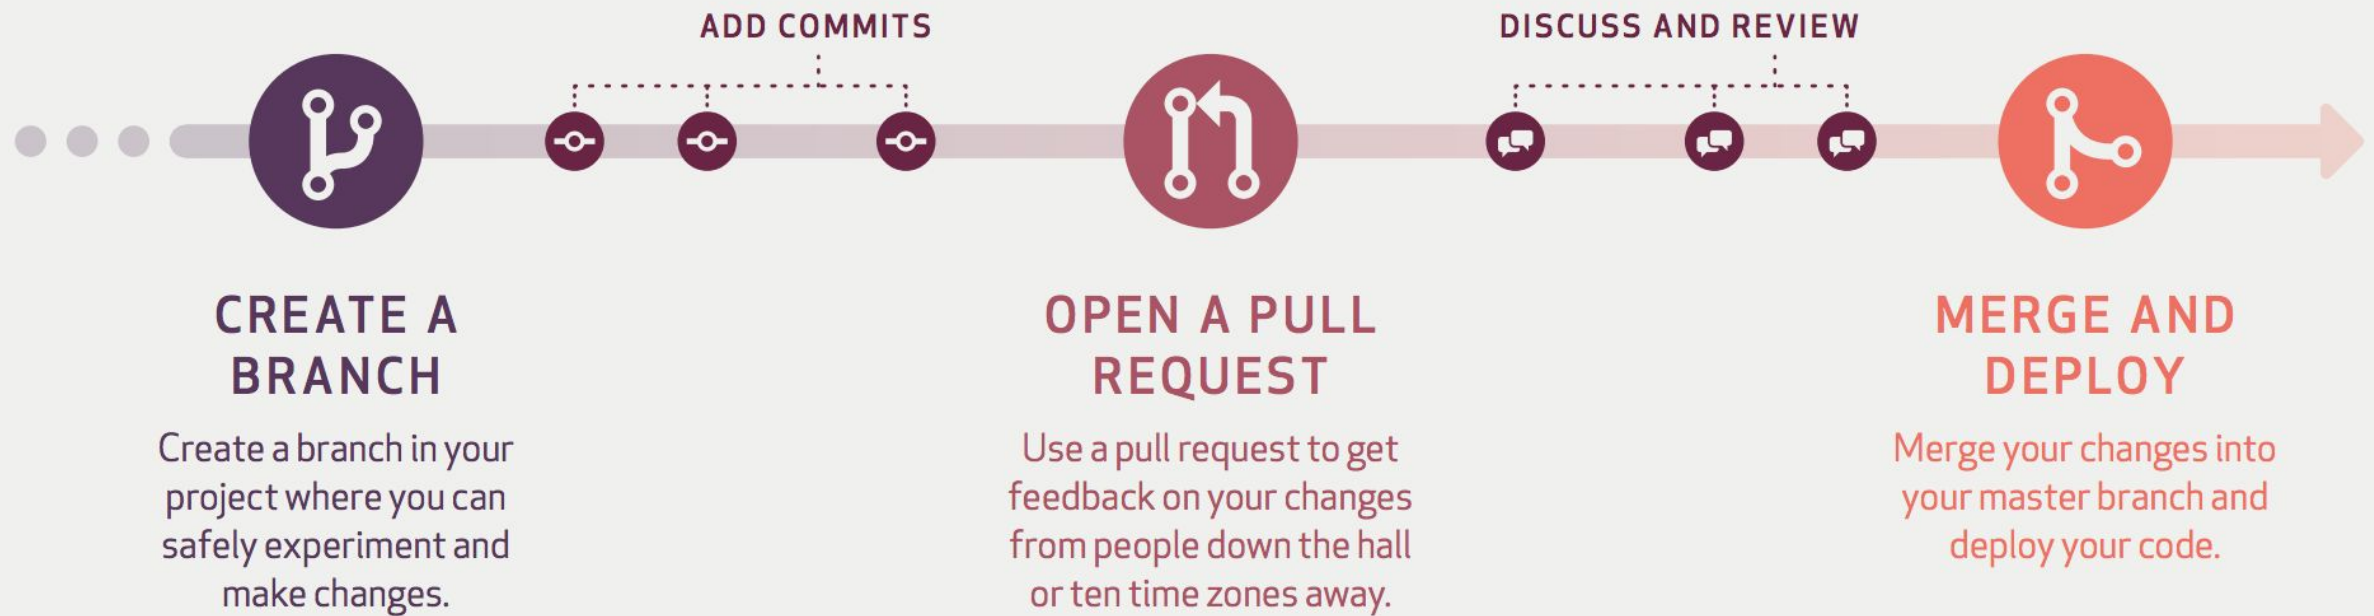 ADD COMMITS
DISCUSS AND REVIEW
CREATE A
BRANCH
Create a branch in your
project where you can
safely experiment and
make changes.
OPEN A PULL
REQUEST
Use a pull request to get
feedback on your changes
from people down the hall
or ten time zones away.
MERGE AND
DEPLOY
Merge your changes into
your master branch and
deploy your code.